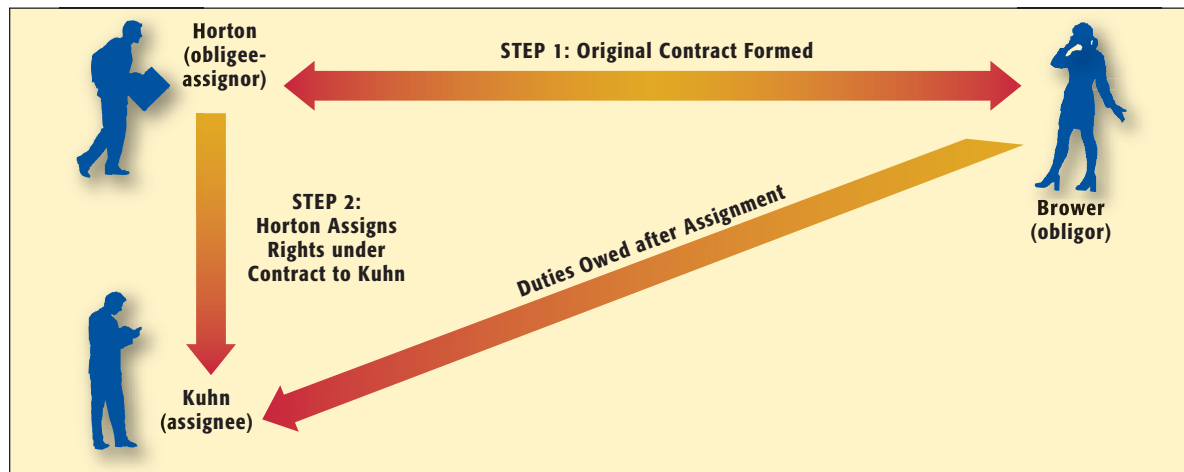 Horton
(obligee-
assignor)
STEP 1: Original Contract Formed
STEP 2:
Horton Assigns
Rights under
Contract to Kuhn
Duties Owed after Assignment
Brower
(obligor)
Kuhn
(assignee)